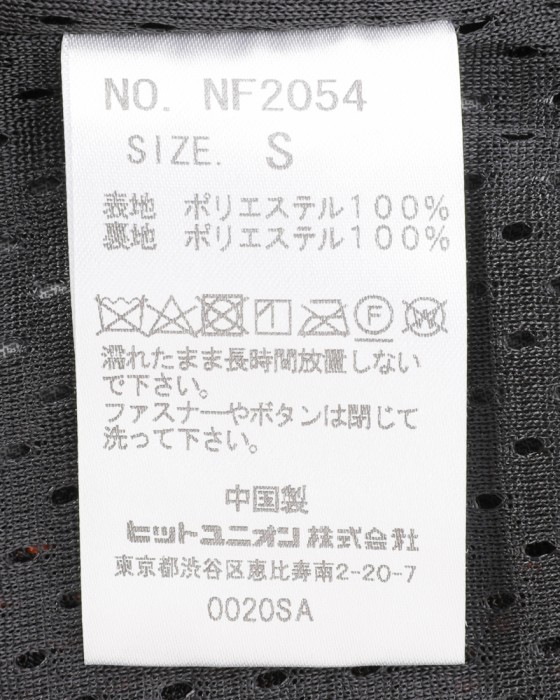 NO. NF2054
SIZE. S
表地 ポリエステル100%
裏地 ポリエステル100%
F W
濡れたまま長時間放置しない
で下さい。
ファスナーやボタンは閉じて
洗って下さい。
中国製
ヒットユニオン株式会社
東京都渋谷区恵比寿南2-20-7
0020SA